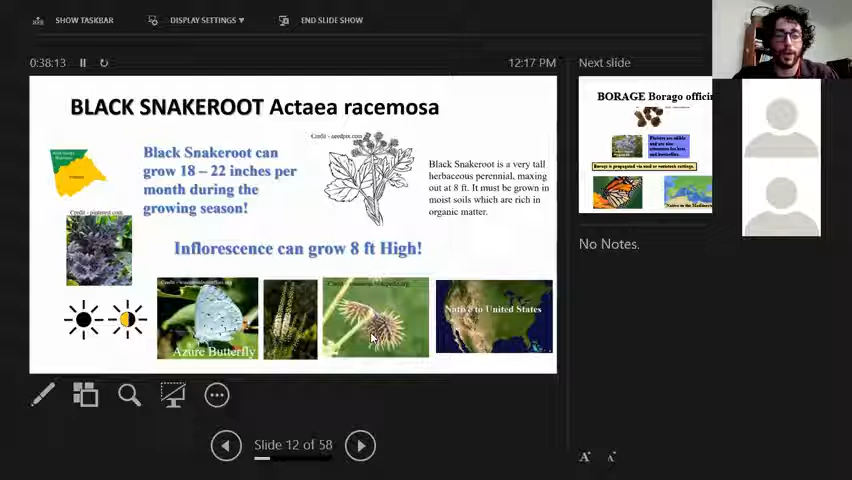 SHOW TASKBAR
DISPLAY SETTINGS ▼
END SLIDE SHOW
0:38:13
12:17 PM
Next slide
BLACK SNAKEROOT Actaea racemosa
Black Snakeroot can
grow 18 – 22 inches per
month during the
growing season!
Black Snakeroot is a very tall
herbaceous perennial, maxing
out at 8 ft. It must be grown in
moist soils which are rich in
organic matter.
Inflorescence can grow 8 ft High!
Azure Butterfly
Native to United States
BORAGE Borago officin
No Notes.
Slide 12 of 58
A
A